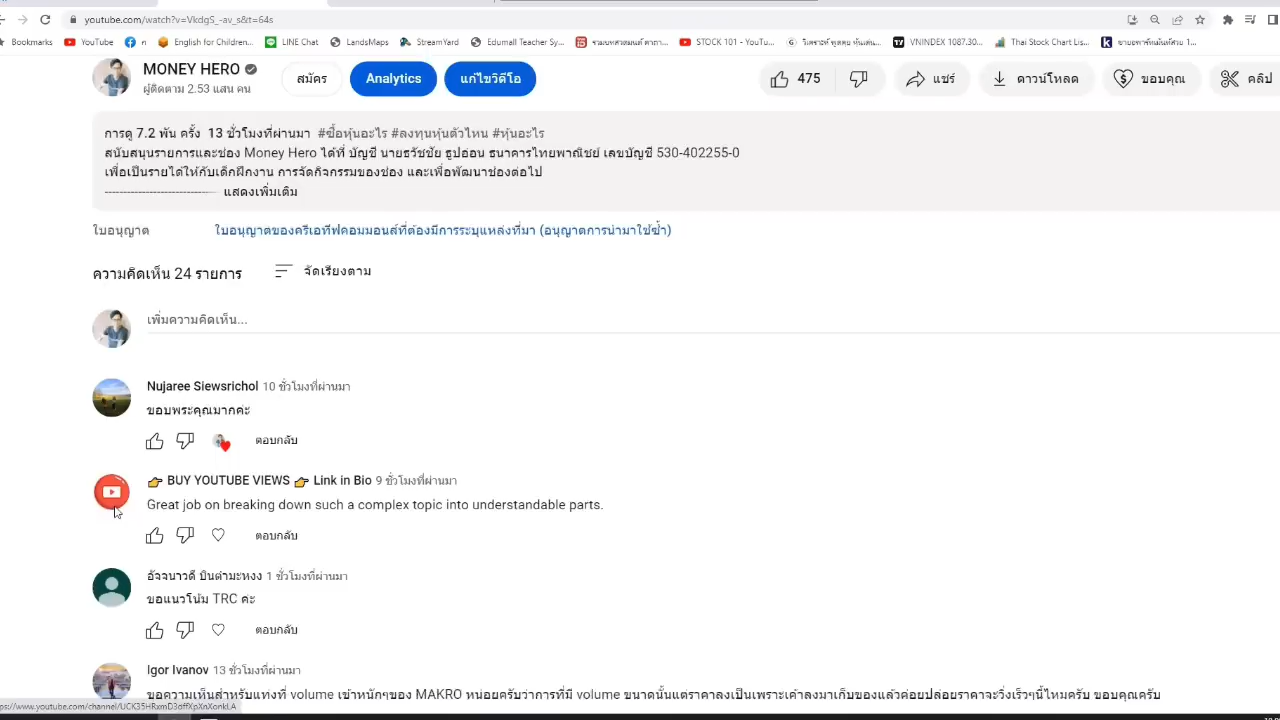 youtube.com/watch?v=VkdgS_-av_s&t=64s
Bookmarks YouTube ก English for Children... LINE Chat LandsMaps StreamYard Edumall Teacher Sy... รวมบทสวดมนต์ คาถา... STOCK 101 - YouTu... วิเคราะห์ หุ้นเด่น... VNINDEX 1087.30... Thai Stock Chart Lis...
MONEY HERO
ผู้ติดตาม 2.53 แสน คน
สมัคร Analytics แก้ไขวิดีโอ 475 แชร์ ดาวน์โหลด ขอบคุณ คลิป
การดู 7.2 พัน ครั้ง 13 ชั่วโมงที่ผ่านมา #ซื้อหุ้นอะไร #ลงทุนหุ้นตัวไหน #หุ้นอะไร
สนับสนุนรายการและช่อง Money Hero ได้ที่ บัญชี นายธวัชชัย ธูปอ่อน ธนาคารไทยพาณิชย์ เลขบัญชี 530-402255-0
เพื่อเป็นรายได้ให้กับเด็กฝึกงาน การจัดกิจกรรมของช่อง และเพื่อพัฒนาช่องต่อไป
------------------------------ แสดงเพิ่มเติม
ใบอนุญาต ใบอนุญาตของครีเอทีฟคอมมอนส์ที่ต้องมีการระบุแหล่งที่มา (อนุญาตการนำมาใช้ซ้ำ)
ความคิดเห็น 24 รายการ จัดเรียงตาม
เพิ่มความคิดเห็น...
Nujaree Siewsrichol 10 ชั่วโมงที่ผ่านมา
ขอบพระคุณมากค่ะ
ตอบกลับ
👉 BUY YOUTUBE VIEWS 👉 Link in Bio 9 ชั่วโมงที่ผ่านมา
Great job on breaking down such a complex topic into understandable parts.
ตอบกลับ
อัจฉนาวดี บินดำมะหงง 1 ชั่วโมงที่ผ่านมา
ขอแนวโน้ม TRC ค่ะ
ตอบกลับ
Igor Ivanov 13 ชั่วโมงที่ผ่านมา
ขอความเห็นสำหรับแท่งที่ volume เข้าหนักๆของ MAKRO หน่อยครับว่าการที่มี volume ขนาดนั้นแต่ราคาลงเป็นเพราะเค้าลงมาเก็บของแล้วค่อยปล่อยราคาจะวิ่งเร็วๆนี้ไหมครับ ขอบคุณครับ